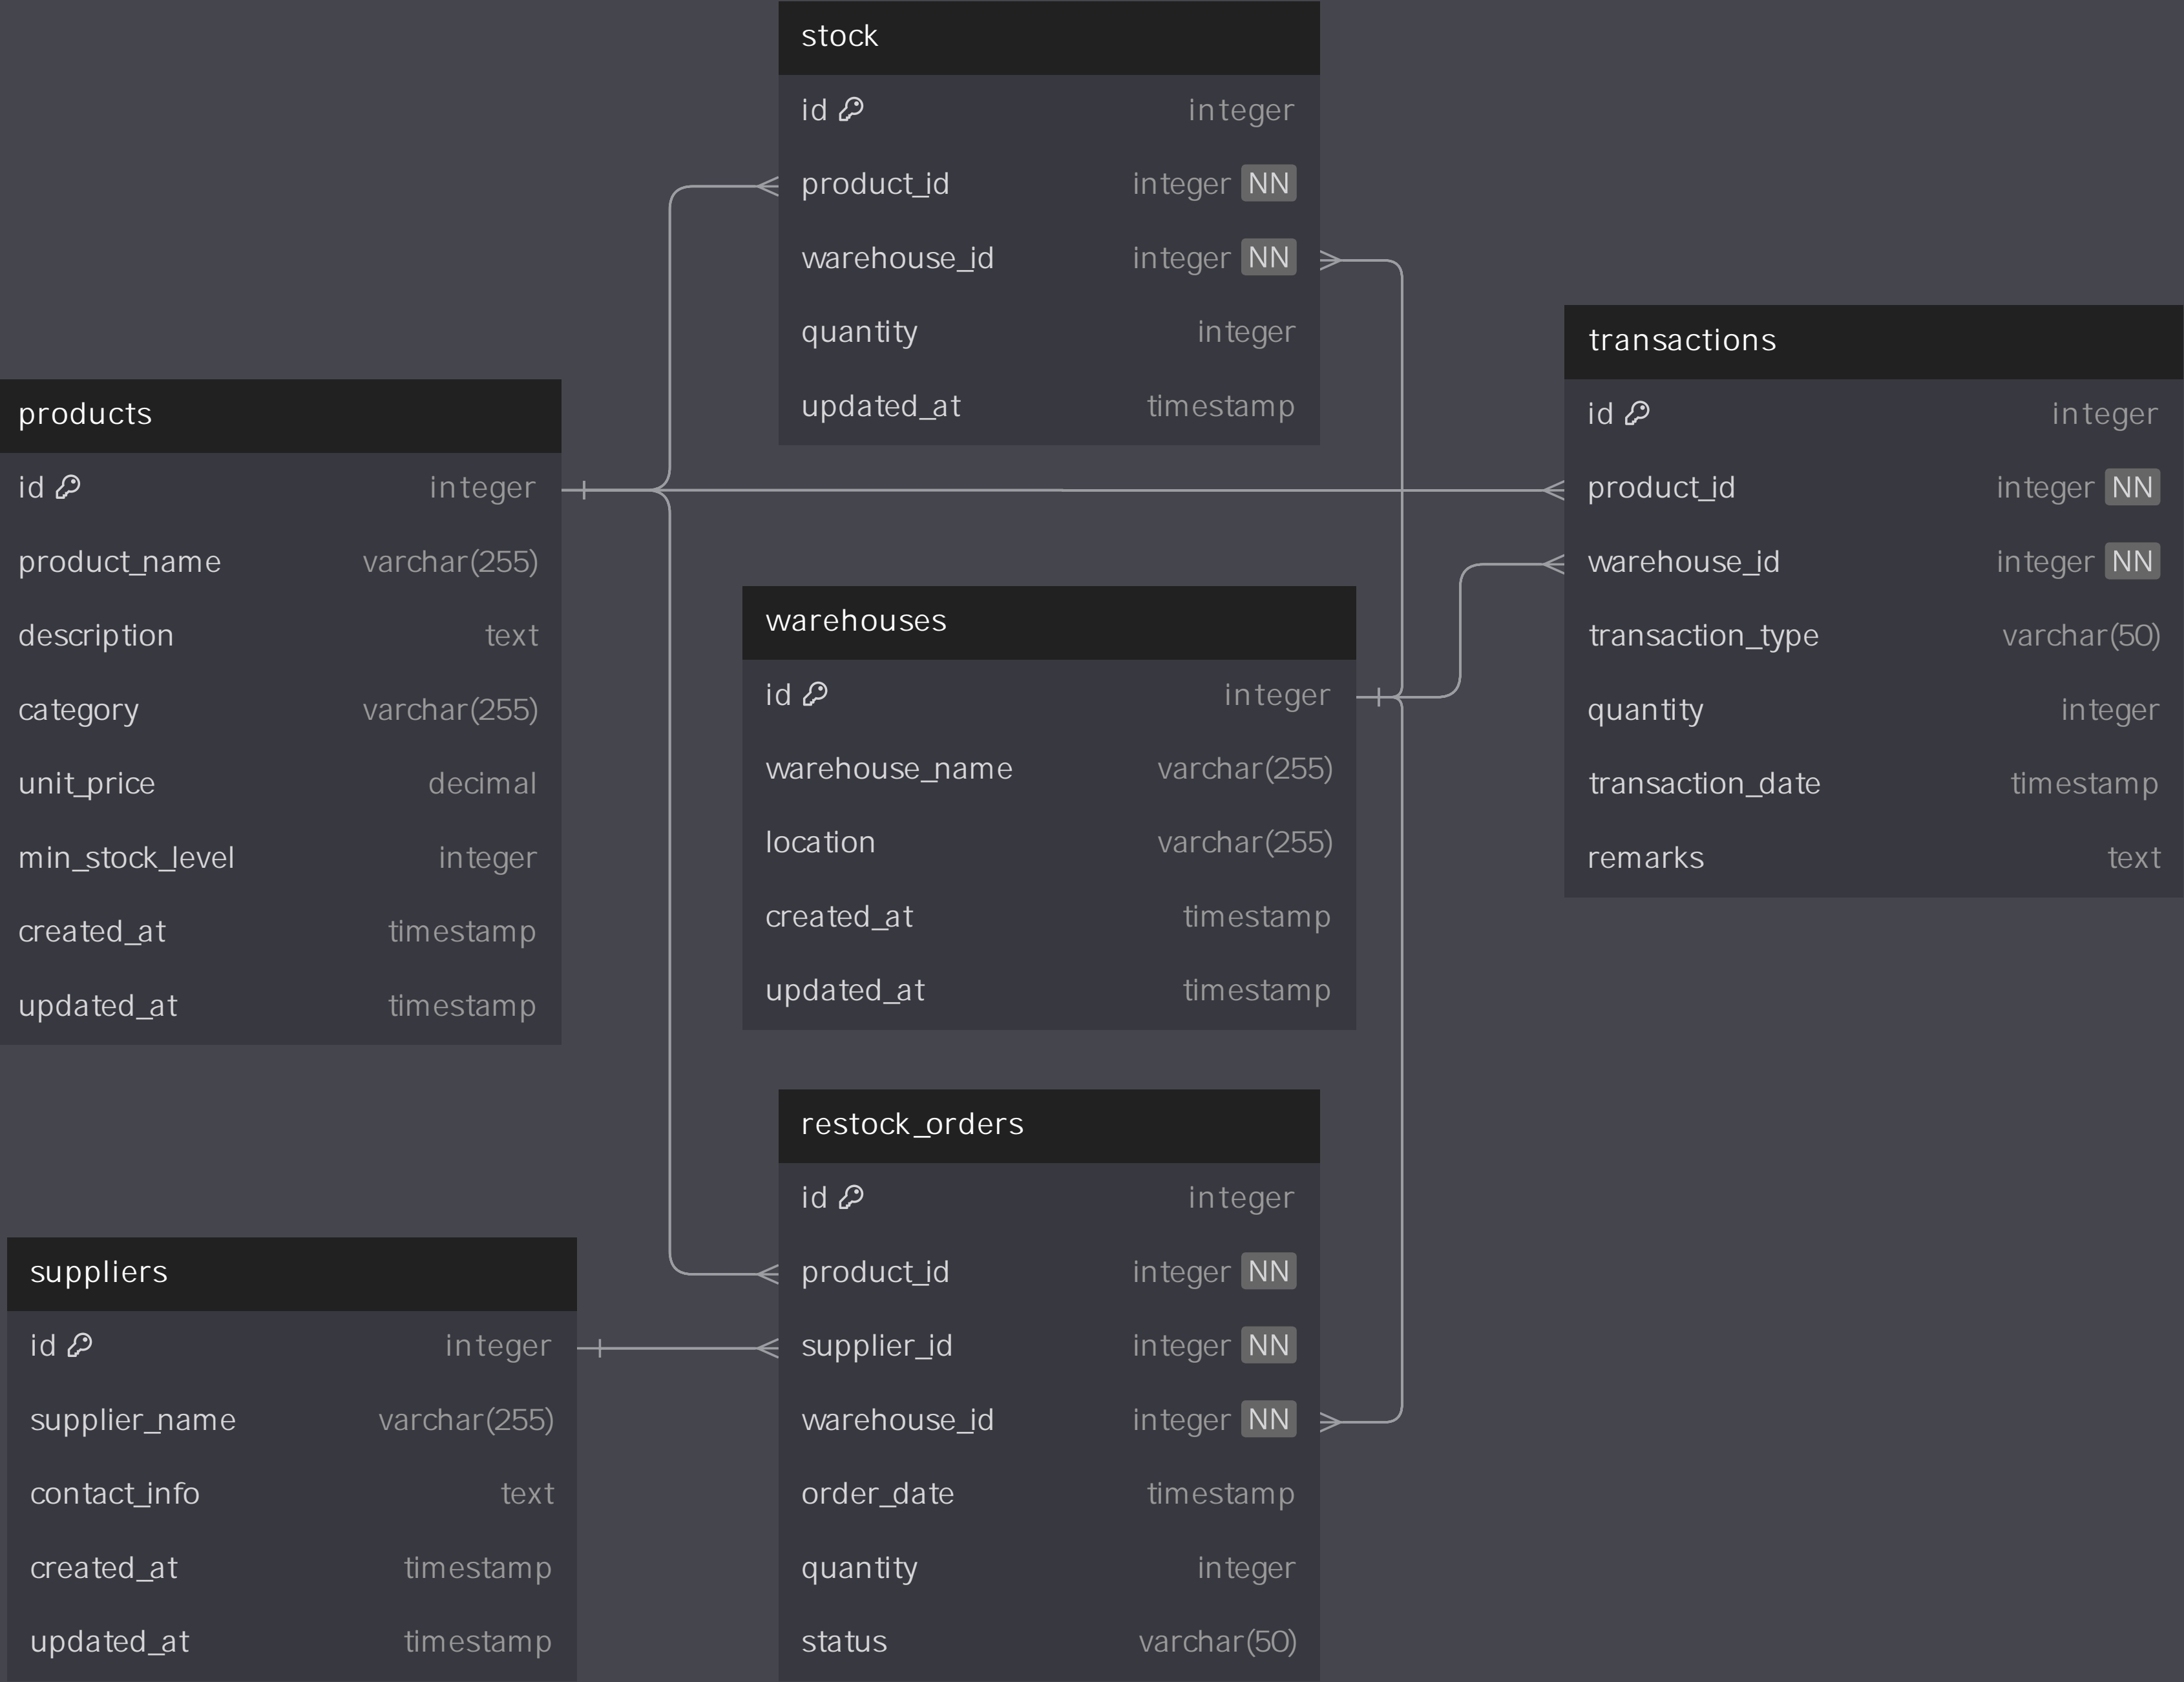 stock
id integer
product_id integer NN
warehouse_id integer NN
quantity integer
updated_at timestamp
products
id integer
product_name varchar(255)
description text
category varchar(255)
unit_price decimal
min_stock_level integer
created_at timestamp
updated_at timestamp
warehouses
id integer
warehouse_name varchar(255)
location varchar(255)
created_at timestamp
updated_at timestamp
transactions
id integer
product_id integer NN
warehouse_id integer NN
transaction_type varchar(50)
quantity integer
transaction_date timestamp
remarks text
suppliers
id integer
supplier_name varchar(255)
contact_info text
created_at timestamp
updated_at timestamp
restock_orders
id integer
product_id integer NN
supplier_id integer NN
warehouse_id integer NN
order_date timestamp
quantity integer
status varchar(50)